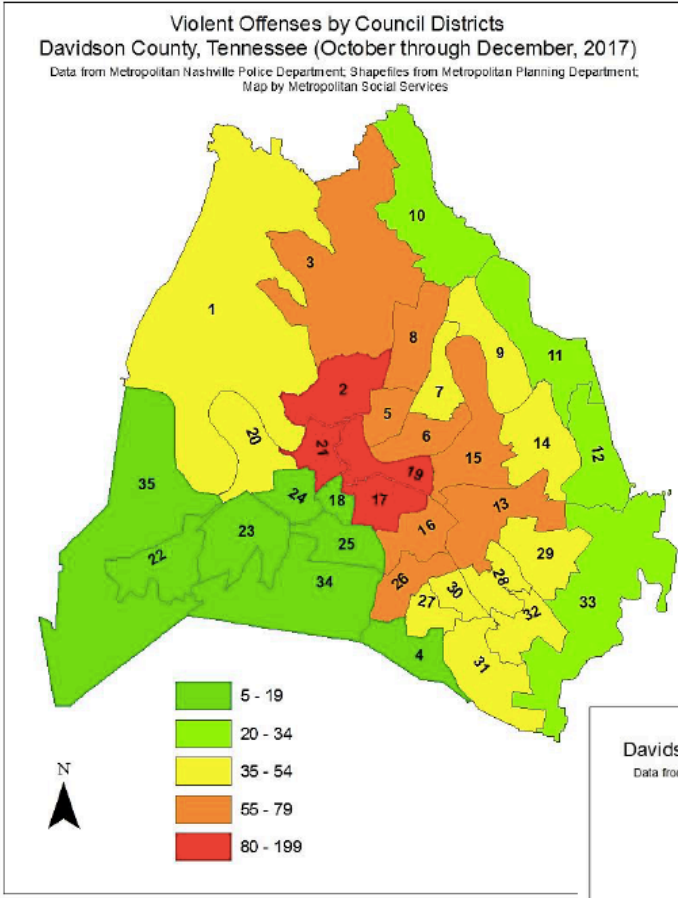 Violent Offenses by Council Districts
Davidson County, Tennessee (October through December, 2017)
Data from Metropolitan Nashville Police Department; Shapefiles from Metropolitan Planning Department;
Map by Metropolitan Social Services
10
3
1
8
9
11
2
7
5
20
6
14
21
12
15
19
35
24
18
17
13
16
23
25
29
22
34
26
28
30
27
33
32
4
31
5 - 19
20 - 34
35 - 54
55 - 79
80 - 199
N
Davids
Data fro